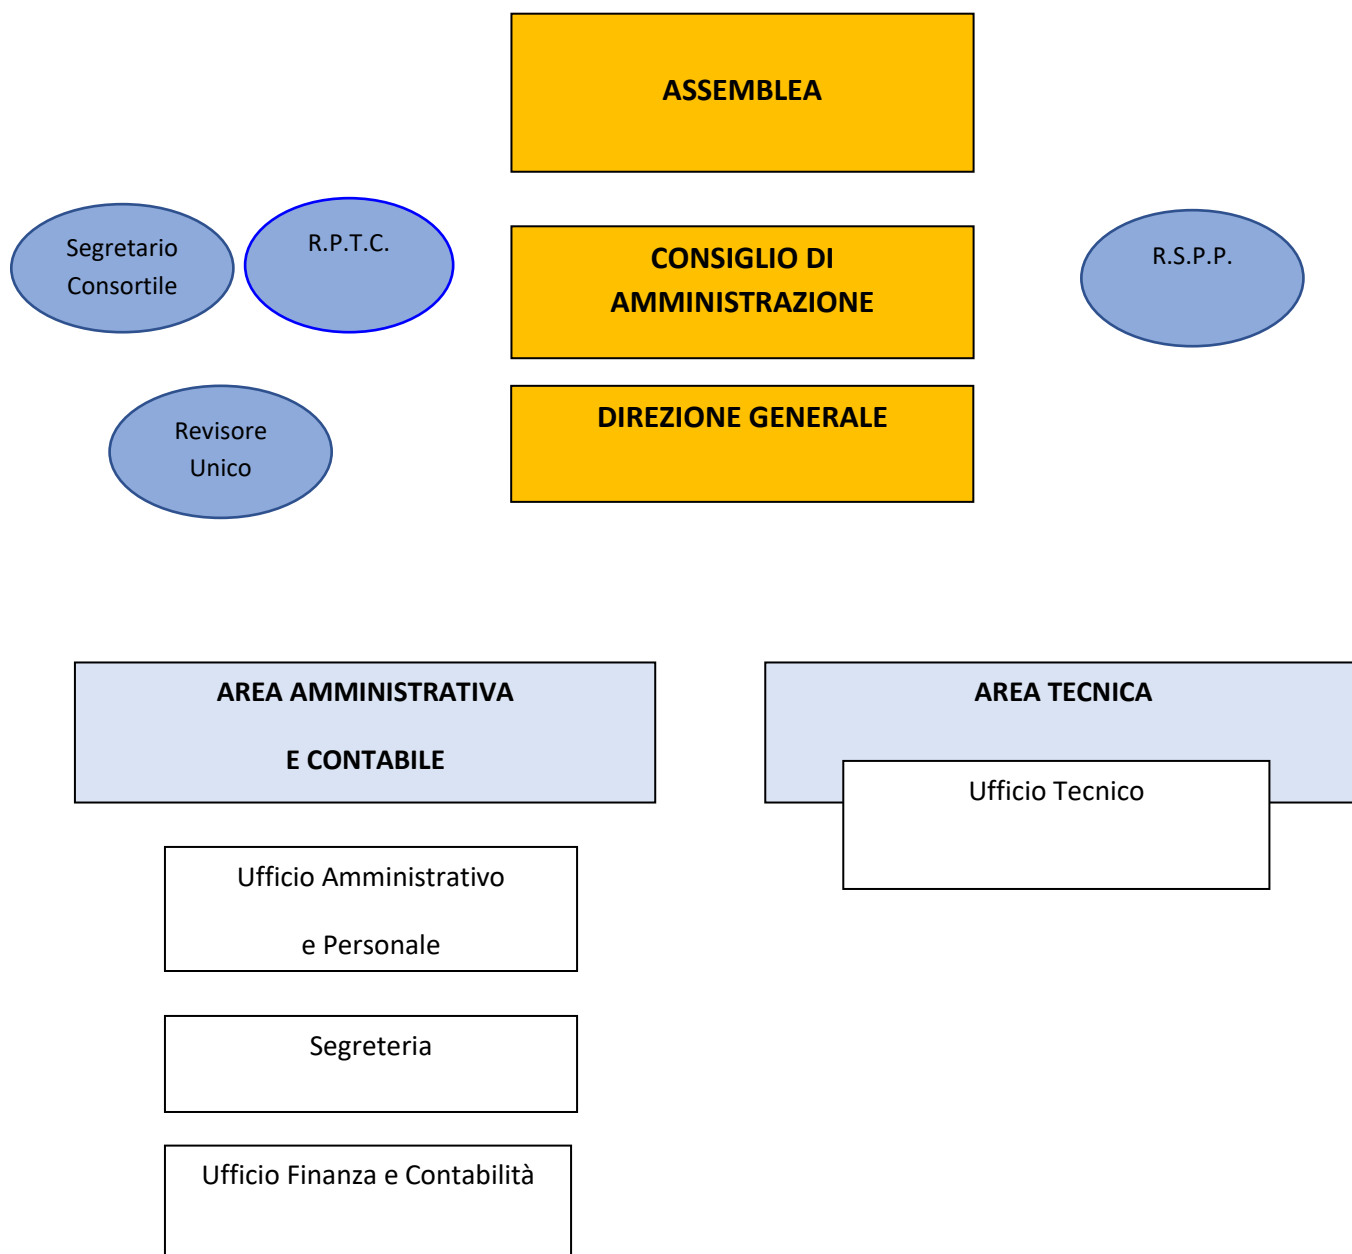 ASSEMBLEA
Segretario
Consortile
R.P.T.C.
CONSIGLIO DI
AMMINISTRAZIONE
R.S.P.P.
Revisore
Unico
DIREZIONE GENERALE
AREA AMMINISTRATIVA
E CONTABILE
AREA TECNICA
Ufficio Tecnico
Ufficio Amministrativo
e Personale
Segreteria
Ufficio Finanza e Contabilità